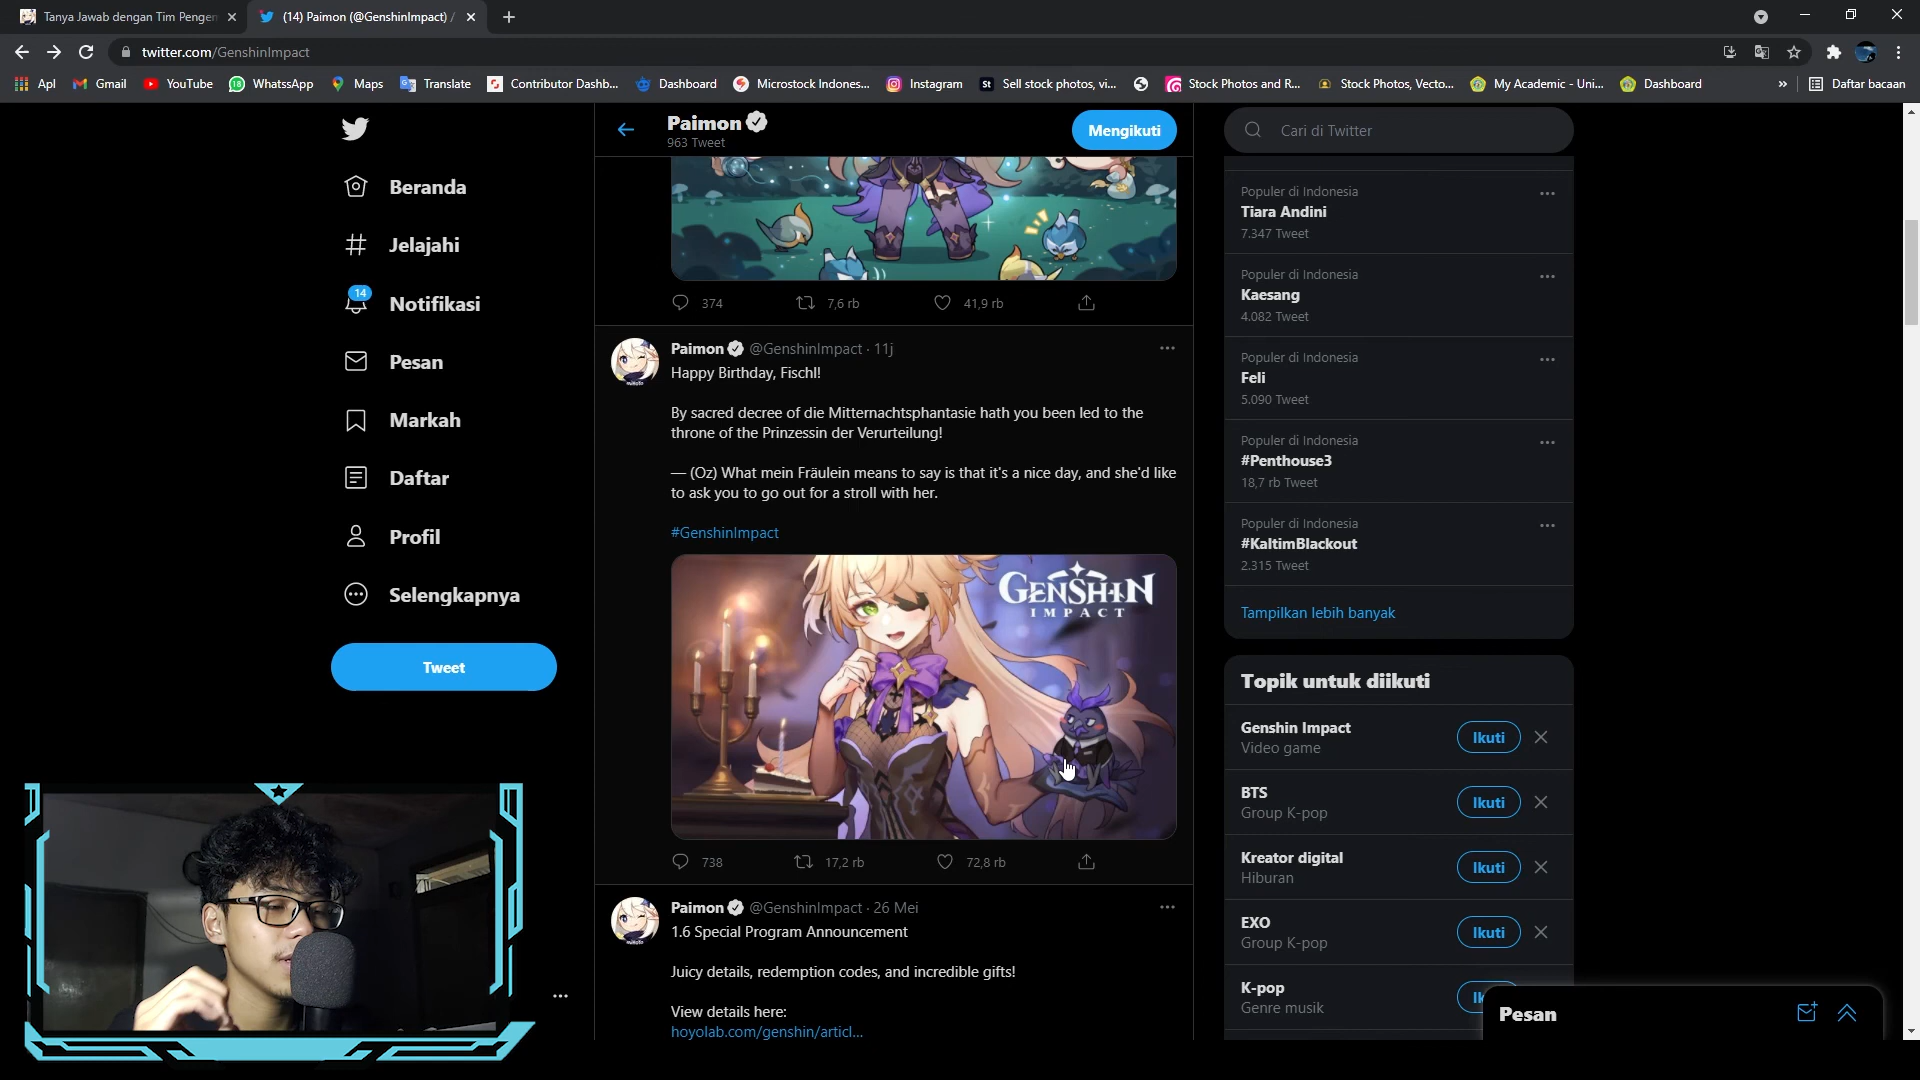 Tanya Jawab dengan Tim Penger
(14) Paimon (@GenshinImpact) /
twitter.com/GenshinImpact
Apl
Gmail
YouTube
WhatssApp
Maps
Translate
Contributor Dashb...
Dashboard
Microstock Indones...
Instagram
Sell stock photos, vi...
Stock Photos and R...
Stock Photos, Vecto...
My Academic - Uni...
Dashboard
»
Daftar bacaan
Beranda
Jelajahi
14
Notifikasi
Pesan
Markah
Daftar
Profil
Selengkapnya
Tweet
Paimon
963 Tweet
Mengikuti
374
7,6 rb
41,9 rb
Paimon @GenshinImpact · 11j
Happy Birthday, Fischl!
By sacred decree of die Mitternachtsphantasie hath you been led to the
throne of the Prinzessin der Verurteilung!
— (Oz) What mein Fräulein means to say is that it's a nice day, and she'd like
to ask you to go out for a stroll with her.
#GenshinImpact
GENSHIN
IMPACT
738
17,2 rb
72,8 rb
Paimon @GenshinImpact · 26 Mei
1.6 Special Program Announcement
Juicy details, redemption codes, and incredible gifts!
View details here:
hoyolab.com/genshin/articl...
Cari di Twitter
Populer di Indonesia
Tiara Andini
7.347 Tweet
Populer di Indonesia
Kaesang
4.082 Tweet
Populer di Indonesia
Feli
5.090 Tweet
Populer di Indonesia
#Penthouse3
18,7 rb Tweet
Populer di Indonesia
#KaltimBlackout
2.315 Tweet
Tampilkan lebih banyak
Topik untuk diikuti
Genshin Impact
Video game
Ikuti
BTS
Group K-pop
Ikuti
Kreator digital
Hiburan
Ikuti
EXO
Group K-pop
Ikuti
K-pop
Genre musik
Pesan